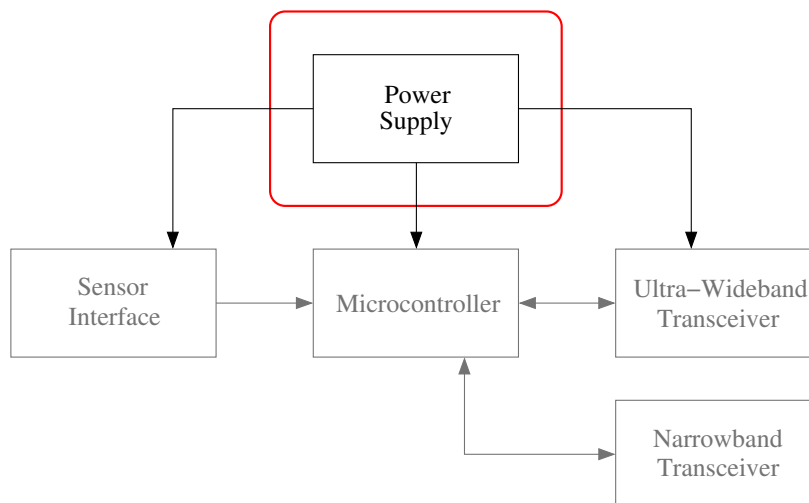 Power
Supply
Sensor
Interface
Microcontroller
Ultra−Wideband
Transceiver
Narrowband
Transceiver